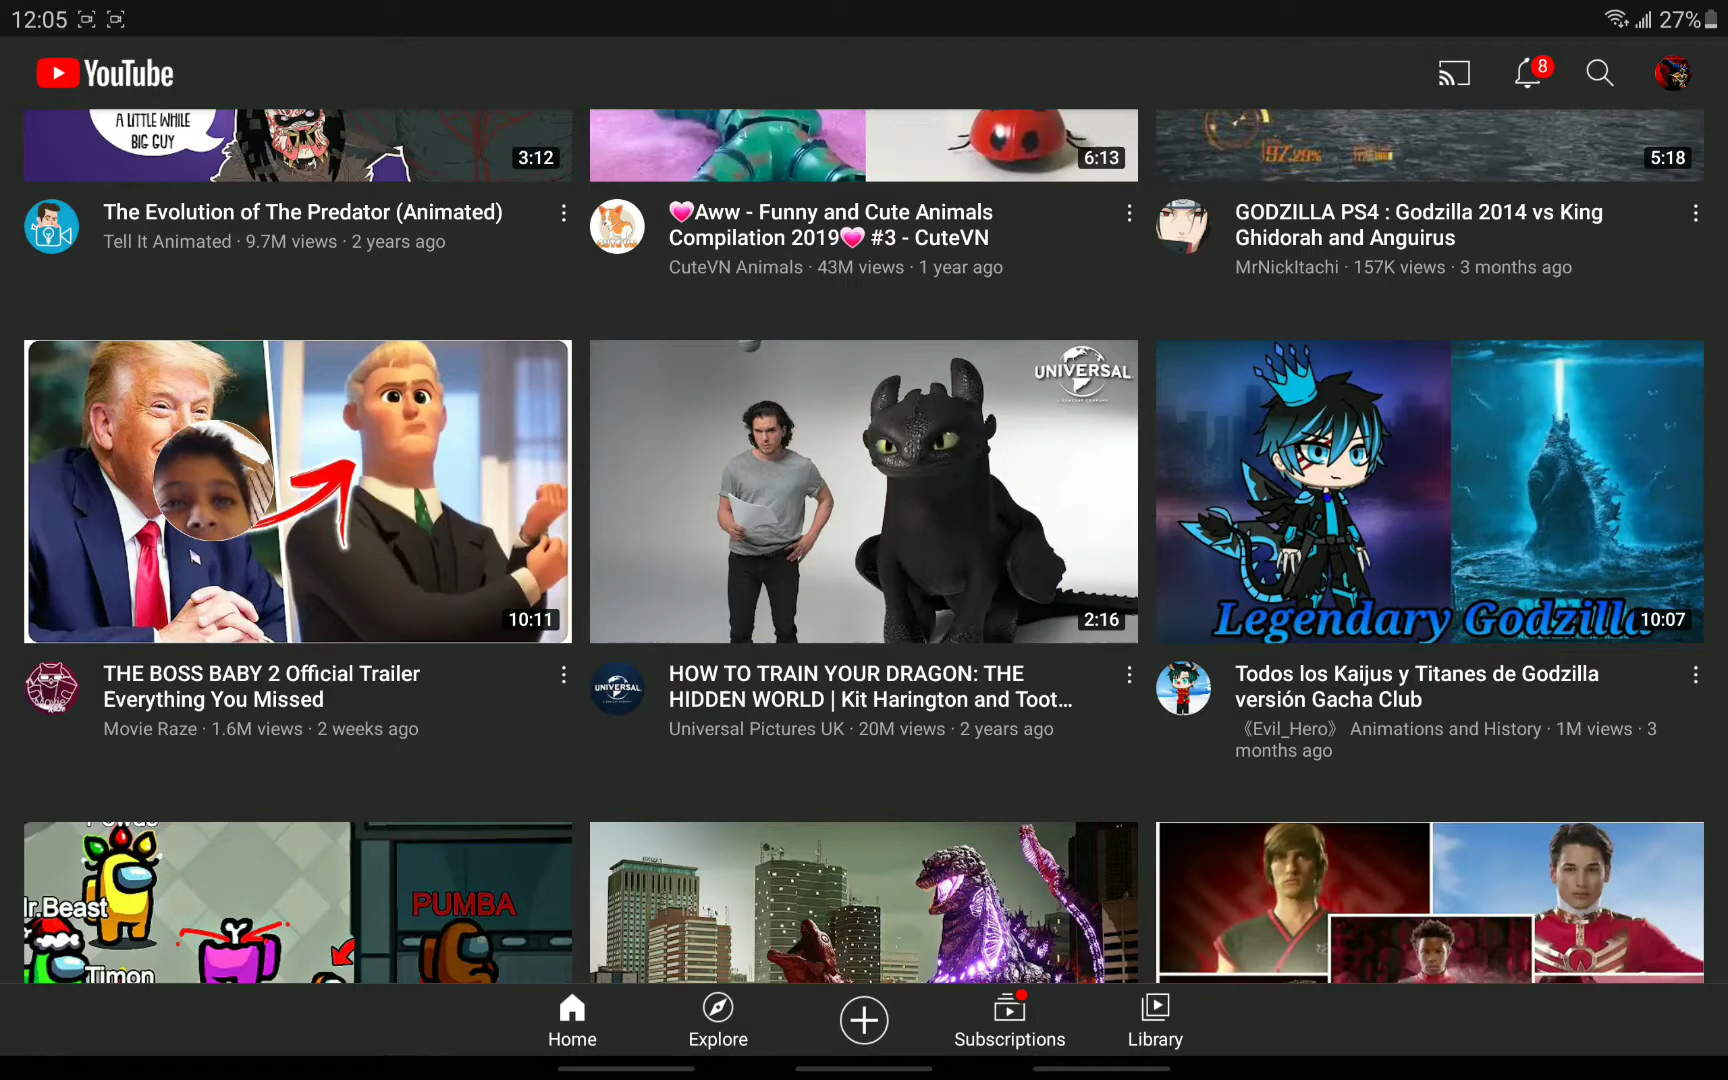 12:05
27%
YouTube
8
A LITTLE WHILE
BIG GUY
3:12
6:13
97.29%
5:18
The Evolution of The Predator (Animated)
Tell It Animated · 9.7M views · 2 years ago
💗Aww - Funny and Cute Animals
Compilation 2019💗 #3 - CuteVN
CuteVN Animals · 43M views · 1 year ago
GODZILLA PS4 : Godzilla 2014 vs King
Ghidorah and Anguirus
MrNickItachi · 157K views · 3 months ago
10:11
UNIVERSAL
2:16
Legendary Godzilla
10:07
THE BOSS BABY 2 Official Trailer
Everything You Missed
Movie Raze · 1.6M views · 2 weeks ago
UNIVERSAL
HOW TO TRAIN YOUR DRAGON: THE
HIDDEN WORLD | Kit Harington and Toot...
Universal Pictures UK · 20M views · 2 years ago
Todos los Kaijus y Titanes de Godzilla
versión Gacha Club
《Evil_Hero》 Animations and History · 1M views · 3
months ago
Mr.Beast
Timon
PUMBA
Home
Explore
Subscriptions
Library